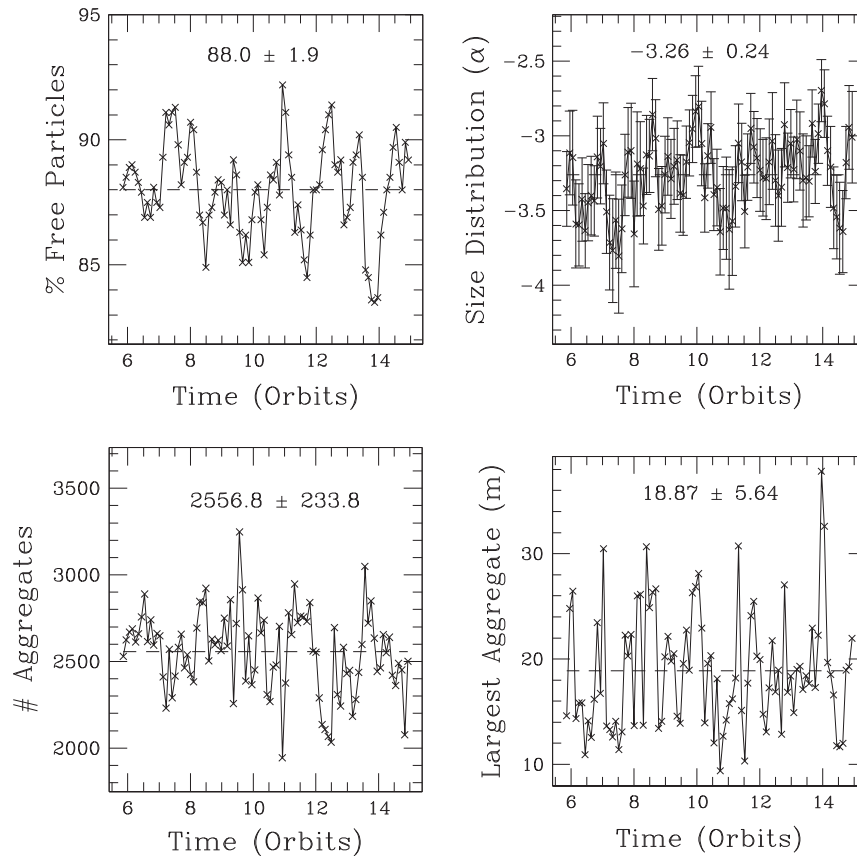 95
90
85
% Free Particles
88.0 ± 1.9
6 8 10 12 14
Time (Orbits)
-2.5
-3
-3.5
-4
Size Distribution (α)
-3.26 ± 0.24
6 8 10 12 14
Time (Orbits)
3500
3000
2500
2000
# Aggregates
2556.8 ± 233.8
6 8 10 12 14
Time (Orbits)
30
20
10
Largest Aggregate (m)
18.87 ± 5.64
6 8 10 12 14
Time (Orbits)